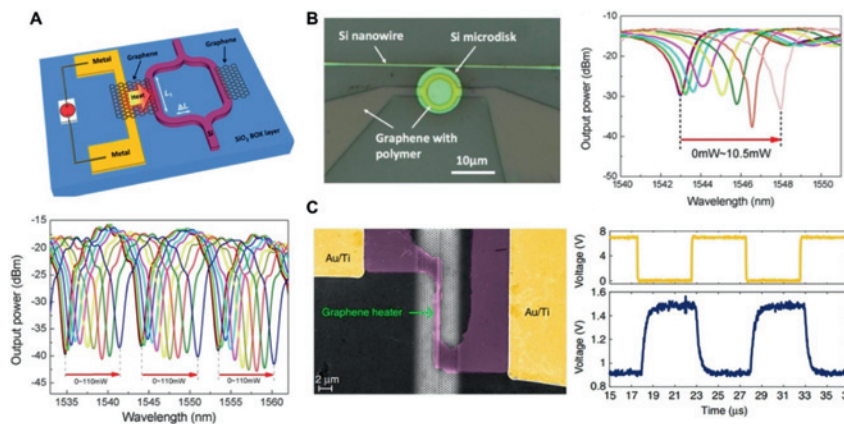 A
Metal
Graphene
Graphene
Heat
L₁
ΔL
Si
Metal
SiO₂ BOX layer
B
Si nanowire
Si microdisk
Graphene with
polymer
10μm
Output power (dBm)
-10
-20
-30
-40
-50
0mW~10.5mW
1540 1542 1544 1546 1548 1550
Wavelength (nm)
Output power (dBm)
-15
-20
-25
-30
-35
-40
-45
0~110mW 0~110mW 0~110mW
1535 1540 1545 1550 1555 1560
Wavelength (nm)
C
Au/Ti
Graphene heater
Au/Ti
2 μm
Voltage (V)
8
4
0
Voltage (V)
1.6
1.4
1.2
1.0
0.8
15 17 19 21 23 25 27 29 31 33 35
Time (μs)